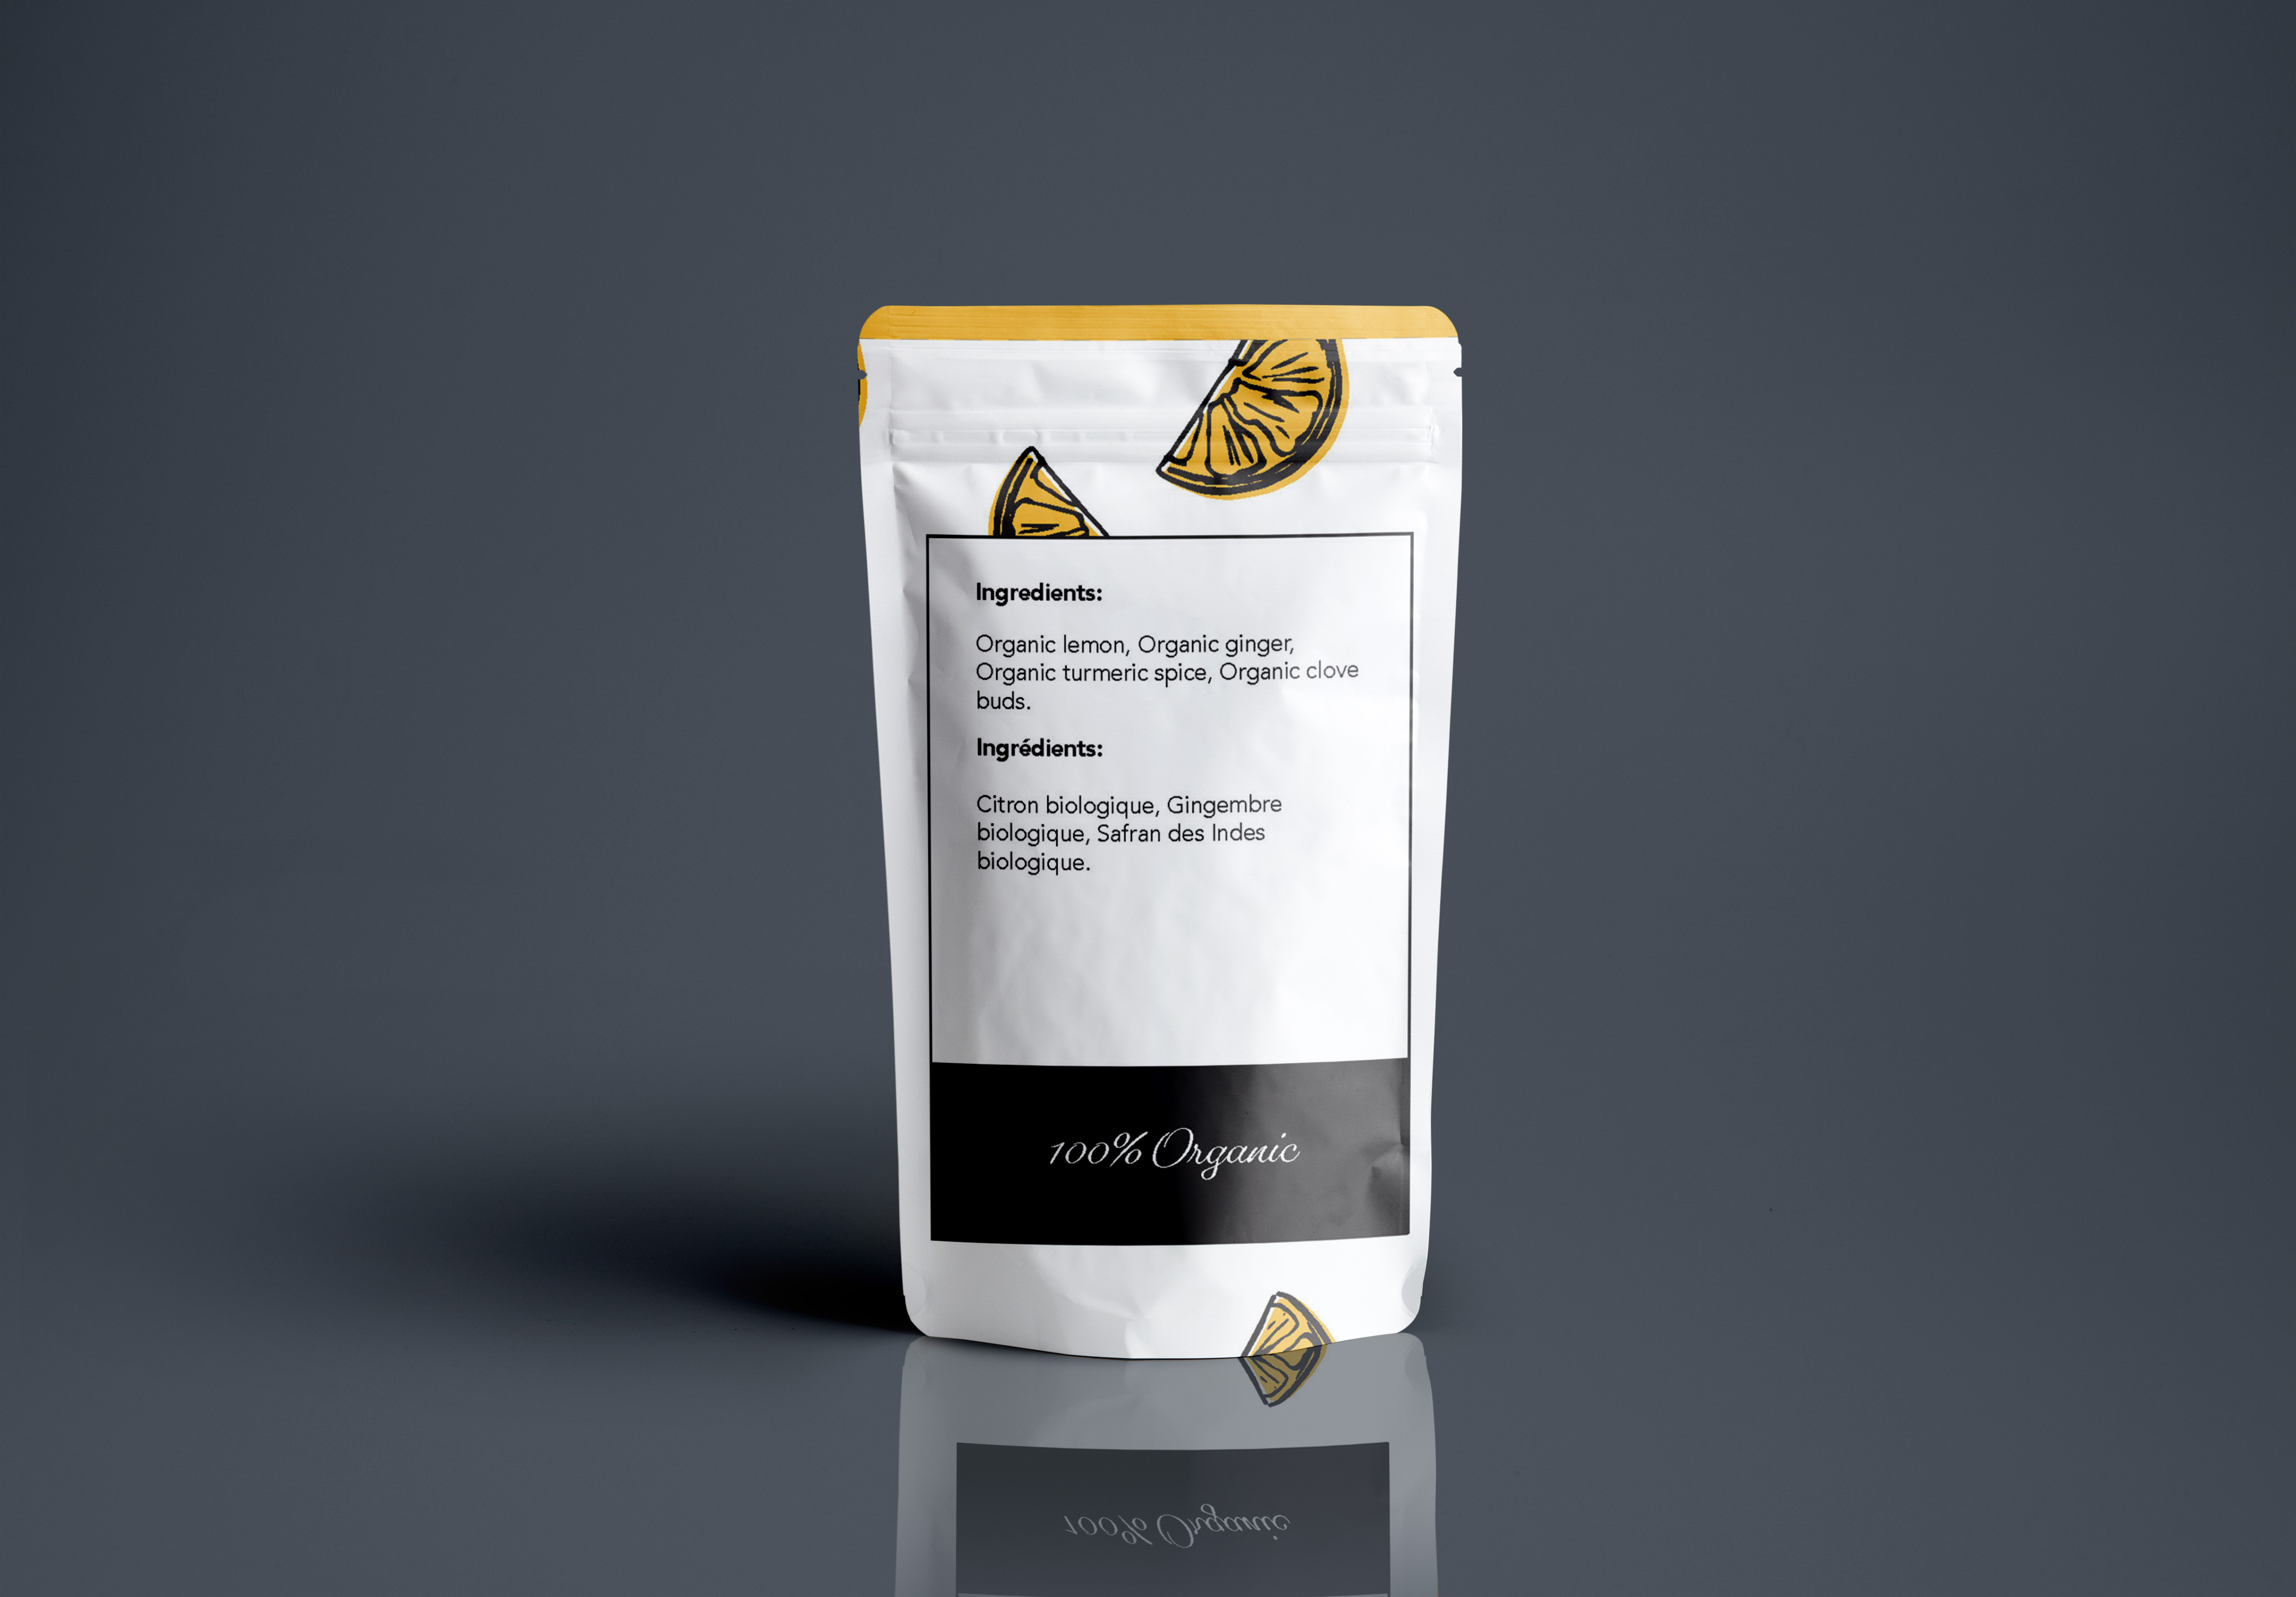 Ingredients:
Organic lemon, Organic ginger,
Organic turmeric spice, Organic clove
buds.
Ingrédients:
Citron biologique, Gingembre
biologique, Safran des Indes
biologique.
100% Organic